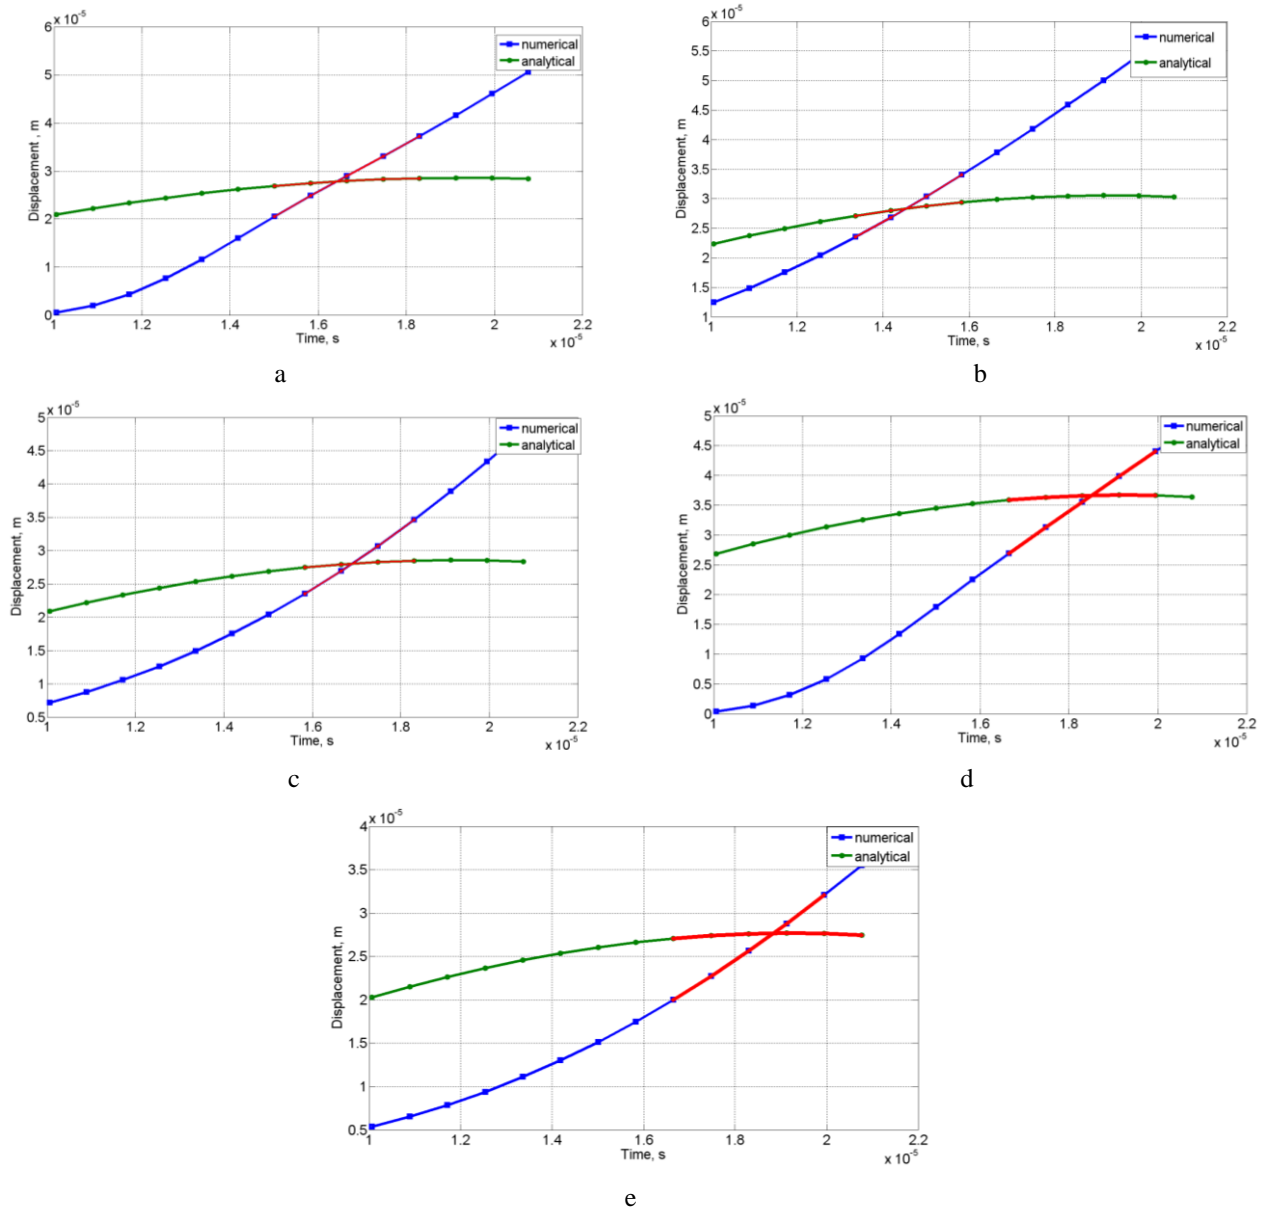 x 10⁻⁵
6
5
4
3
2
1
0
Displacement , m
numerical
analytical
1 1.2 1.4 1.6 1.8 2 2.2
Time, s
x 10⁻⁵
a
x 10⁻⁵
6
5.5
5
4.5
4
3.5
3
2.5
2
1.5
1
Displacement, m
numerical
analytical
1 1.2 1.4 1.6 1.8 2 2.2
Time, s
x 10⁻⁵
b
x 10⁻⁵
5
4.5
4
3.5
3
2.5
2
1.5
1
0.5
Displacement, m
numerical
analytical
1 1.2 1.4 1.6 1.8 2 2.2
Time, s
x 10⁻⁵
c
x 10⁻⁵
5
4.5
4
3.5
3
2.5
2
1.5
1
0.5
0
Displacement, m
numerical
analytical
1 1.2 1.4 1.6 1.8 2 2.2
Time, s
x 10⁻⁵
d
x 10⁻⁵
4
3.5
3
2.5
2
1.5
1
0.5
Displacement, m
numerical
analytical
1 1.2 1.4 1.6 1.8 2 2.2
Time, s
x 10⁻⁵
e